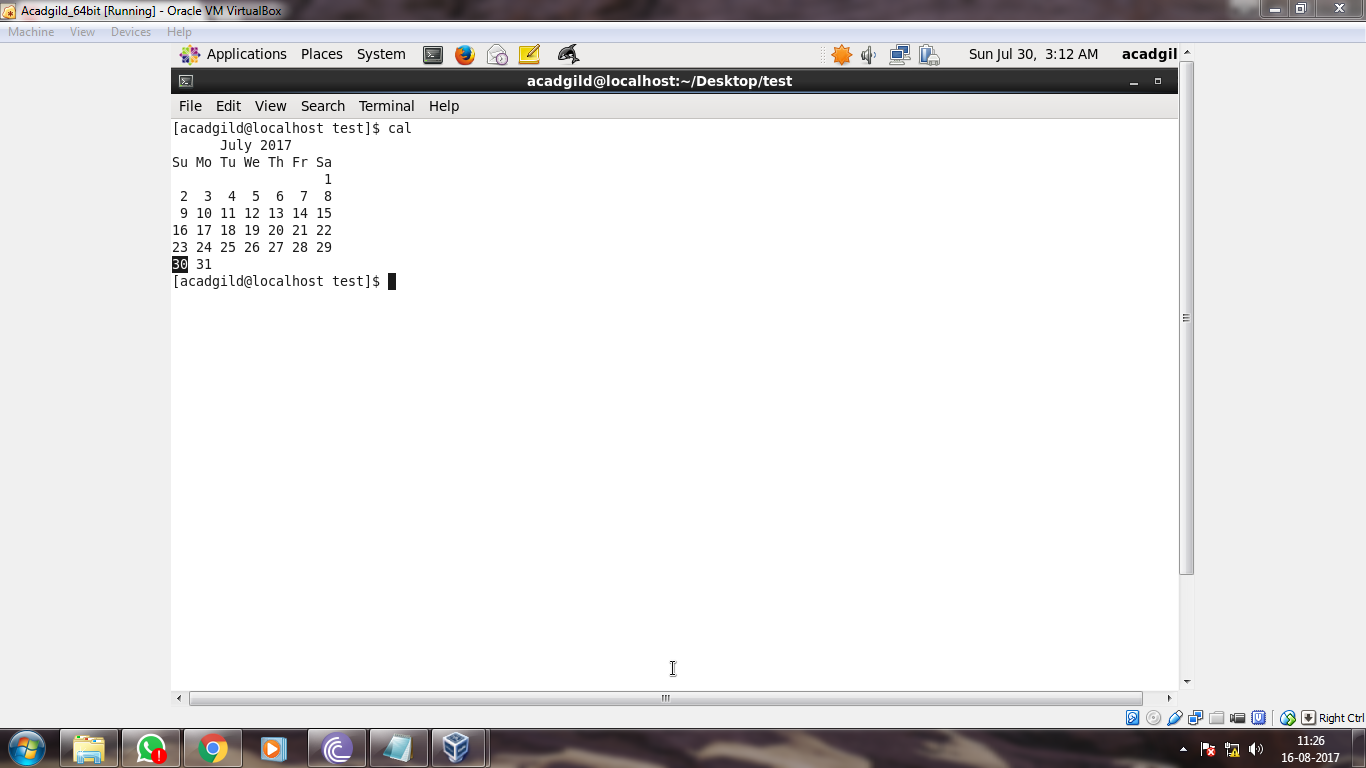 Acadgild_64bit [Running] - Oracle VM VirtualBox
Machine View Devices Help
Applications Places System Sun Jul 30, 3:12 AM acadgil
acadgild@localhost:~/Desktop/test
File Edit View Search Terminal Help
[acadgild@localhost test]$ cal
      July 2017
Su Mo Tu We Th Fr Sa
                   1
 2  3  4  5  6  7  8
 9 10 11 12 13 14 15
16 17 18 19 20 21 22
23 24 25 26 27 28 29
30 31
[acadgild@localhost test]$
Right Ctrl
11:26
16-08-2017